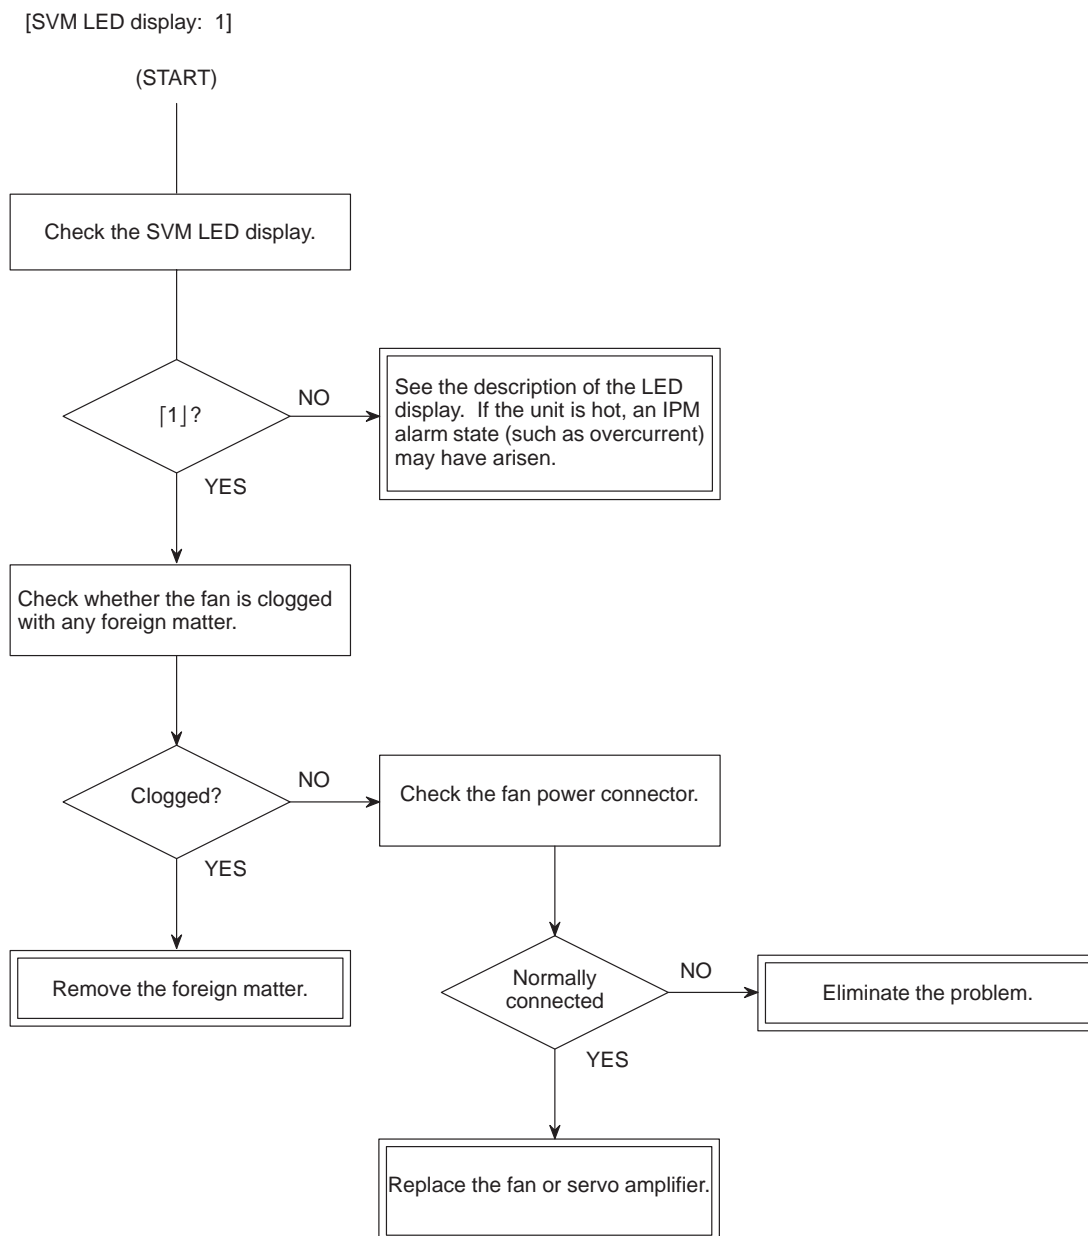 [SVM LED display: 1]
(START)
Check the SVM LED display.
⌈1⌋?
NO
See the description of the LED
display. If the unit is hot, an IPM
alarm state (such as overcurrent)
may have arisen.
YES
Check whether the fan is clogged
with any foreign matter.
Clogged?
NO
Check the fan power connector.
YES
Remove the foreign matter.
Normally
connected
NO
Eliminate the problem.
YES
Replace the fan or servo amplifier.